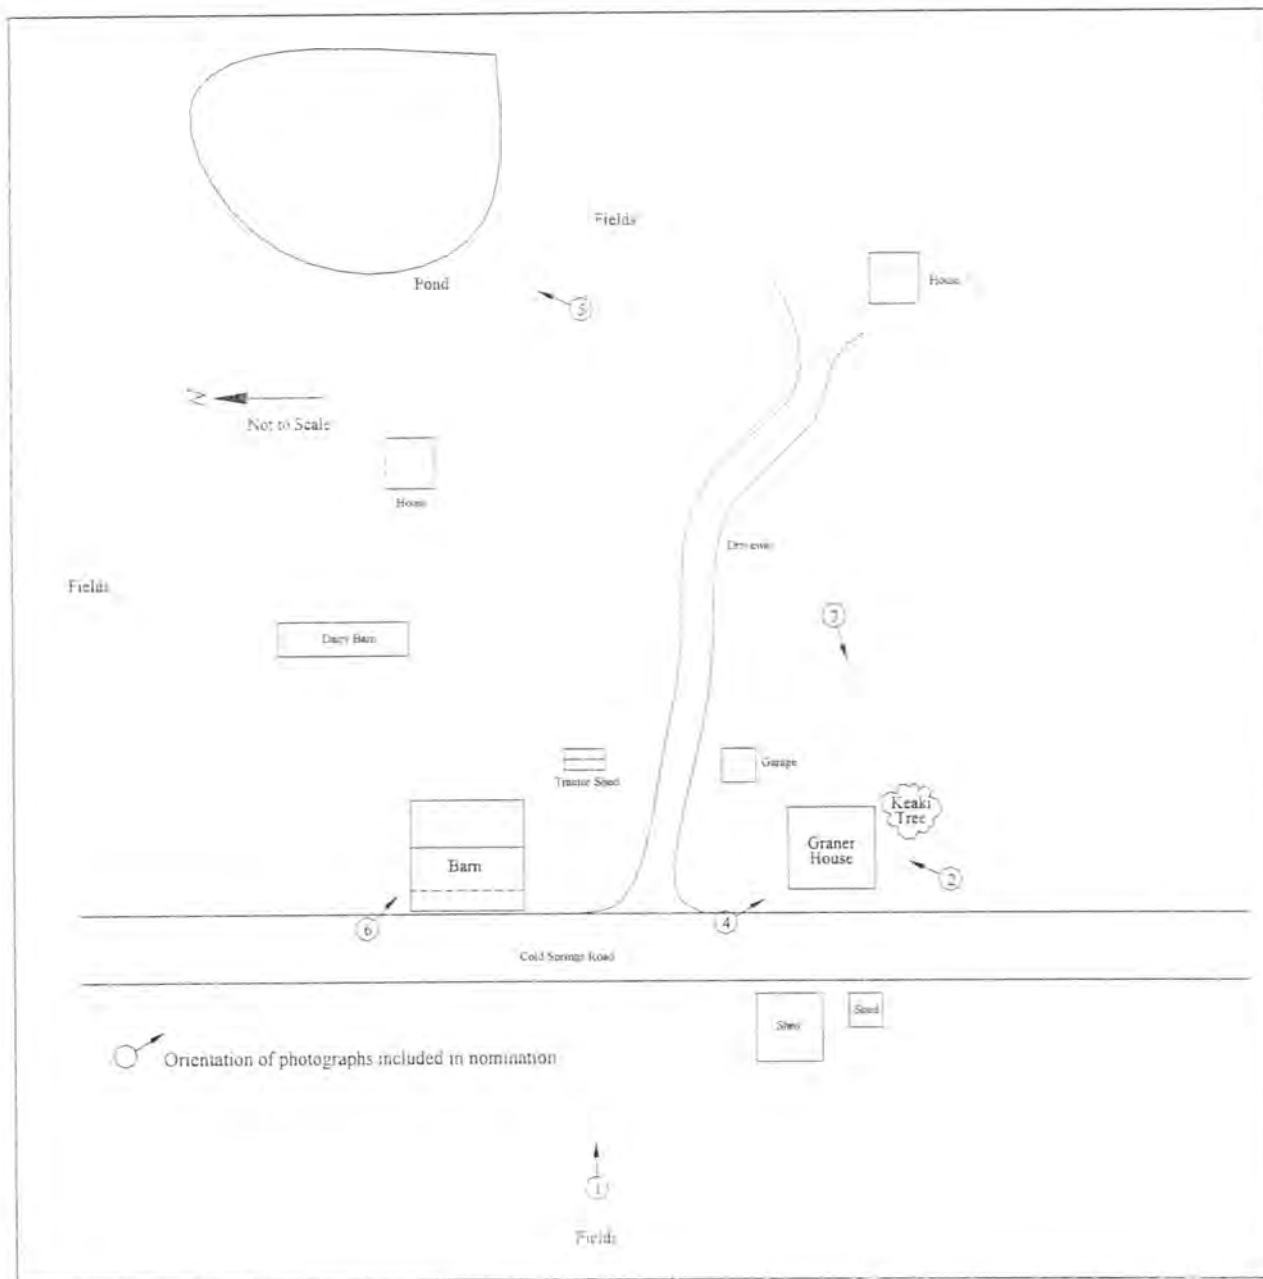 Fields
House
Pond
5
N
Not to Scale
House
Driveway
Fields
3
Dairy Barn
Garage
Tractor Shed
Keaki
Tree
Graner
House
Barn
2
4
6
Cold Springs Road
Shed
Shed
Orientation of photographs included in nomination
1
Fields